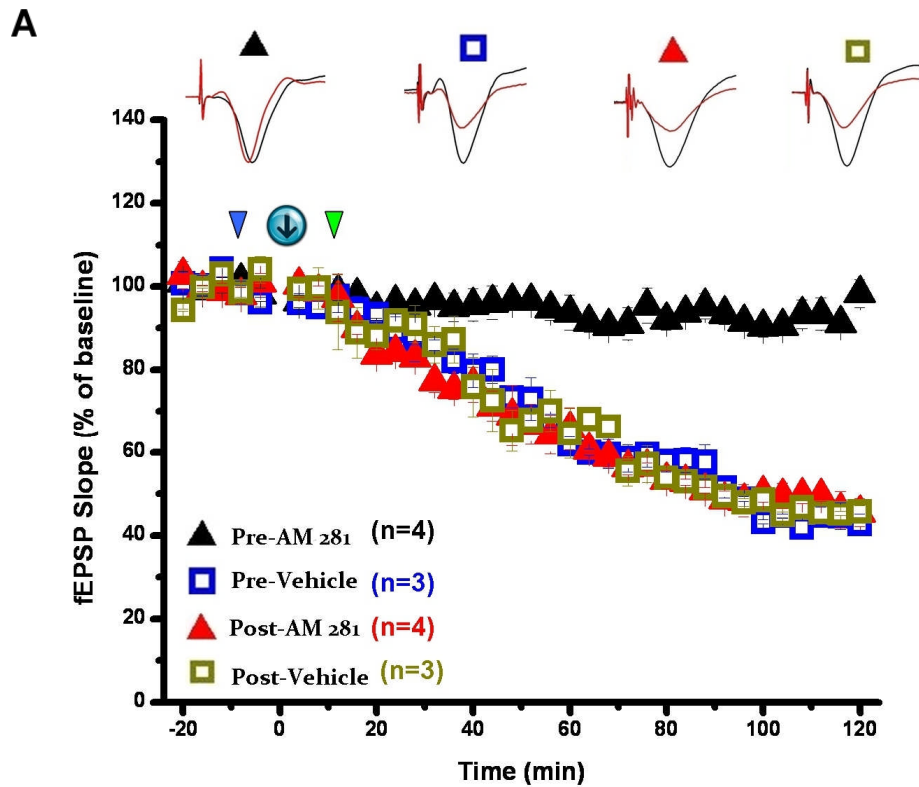 A
140
120
100
80
60
40
20
0
fEPSP Slope (% of baseline)
Pre-AM 281 (n=4)
Pre-Vehicle (n=3)
Post-AM 281 (n=4)
Post-Vehicle (n=3)
-20 0 20 40 60 80 100 120
Time (min)